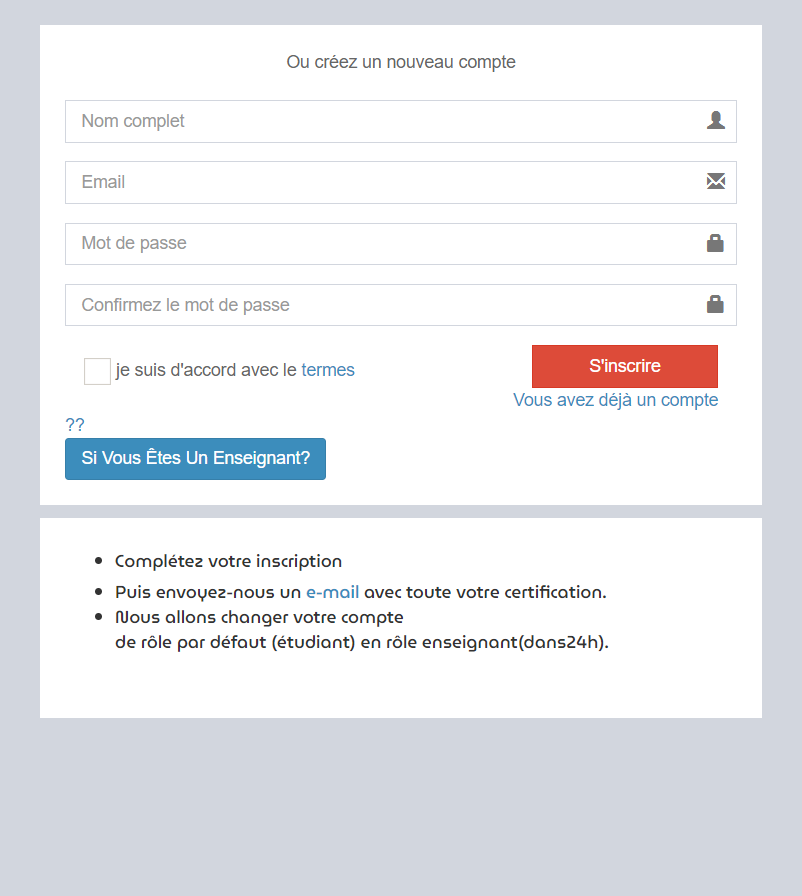 Ou créez un nouveau compte
Nom complet
Email
Mot de passe
Confirmez le mot de passe
je suis d'accord avec le termes
S'inscrire
Vous avez déjà un compte
??
Si Vous Êtes Un Enseignant?
Complétez votre inscription
Puis envoyez-nous un e-mail avec toute votre certification.
Nous allons changer votre compte
de rôle par défaut (étudiant) en rôle enseignant(dans24h).